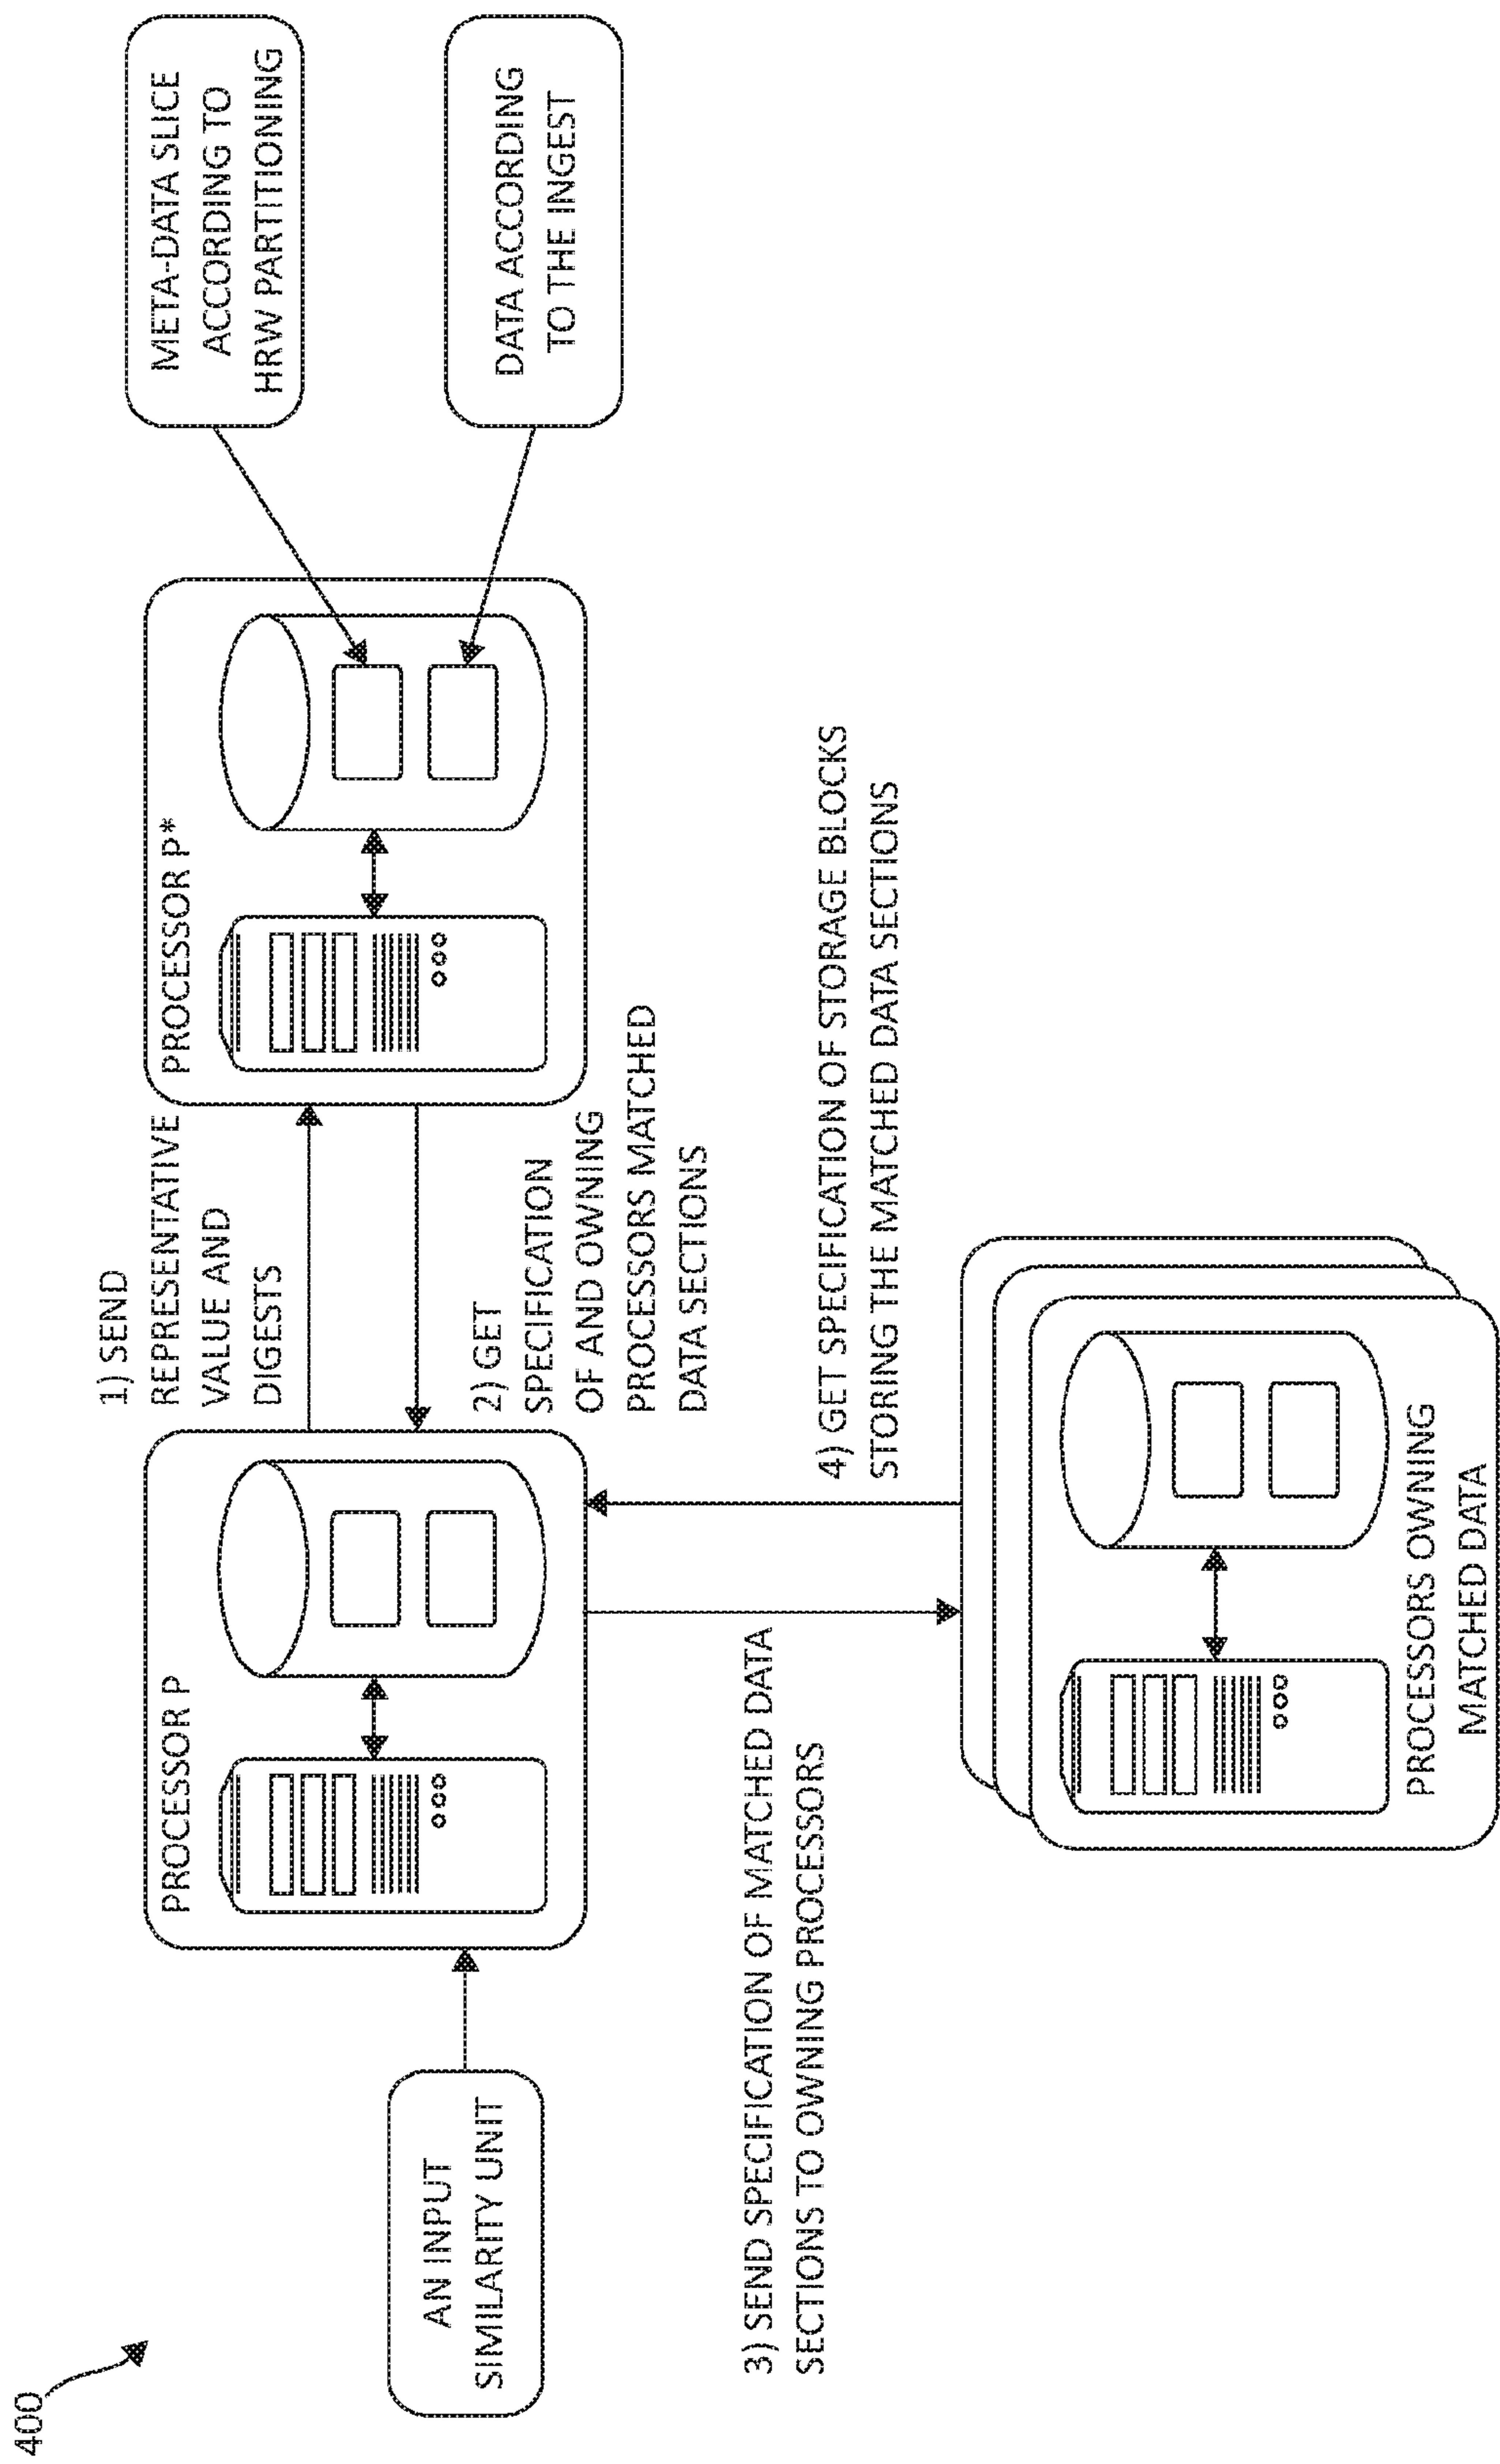 400
AN INPUT
SIMILARITY UNIT
PROCESSOR P
1) SEND
REPRESENTATIVE
VALUE AND
DIGESTS
2) GET
SPECIFICATION
OF AND OWNING
PROCESSORS MATCHED
DATA SECTIONS
PROCESSOR P*
META-DATA SLICE
ACCORDING TO
HRW PARTITIONING
DATA ACCORDING
TO THE INGEST
3) SEND SPECIFICATION OF MATCHED DATA
SECTIONS TO OWNING PROCESSORS
4) GET SPECIFICATION OF STORAGE BLOCKS
STORING THE MATCHED DATA SECTIONS
PROCESSORS OWNING
MATCHED DATA